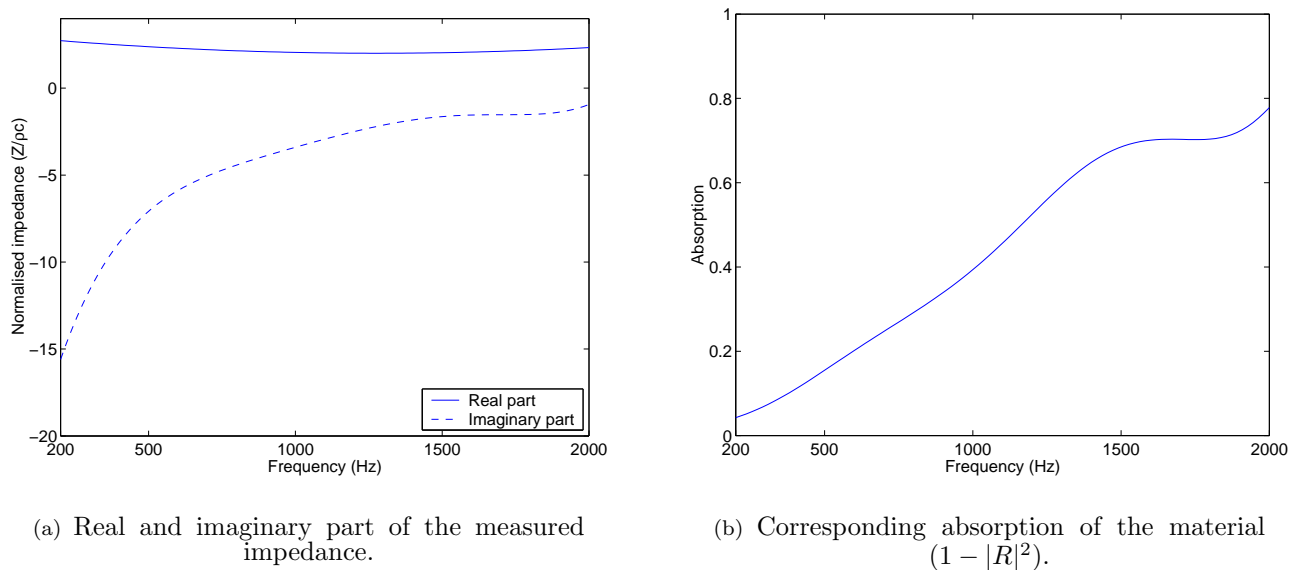 0
−5
−10
−15
−20
200
500
1000
1500
2000
Normalised impedance (Z/ρc)
Frequency (Hz)
Real part
Imaginary part
(a) Real and imaginary part of the measured
impedance.
1
0.8
0.6
0.4
0.2
0
200
500
1000
1500
2000
Absorption
Frequency (Hz)
(b) Corresponding absorption of the material
(1 − |R|²).